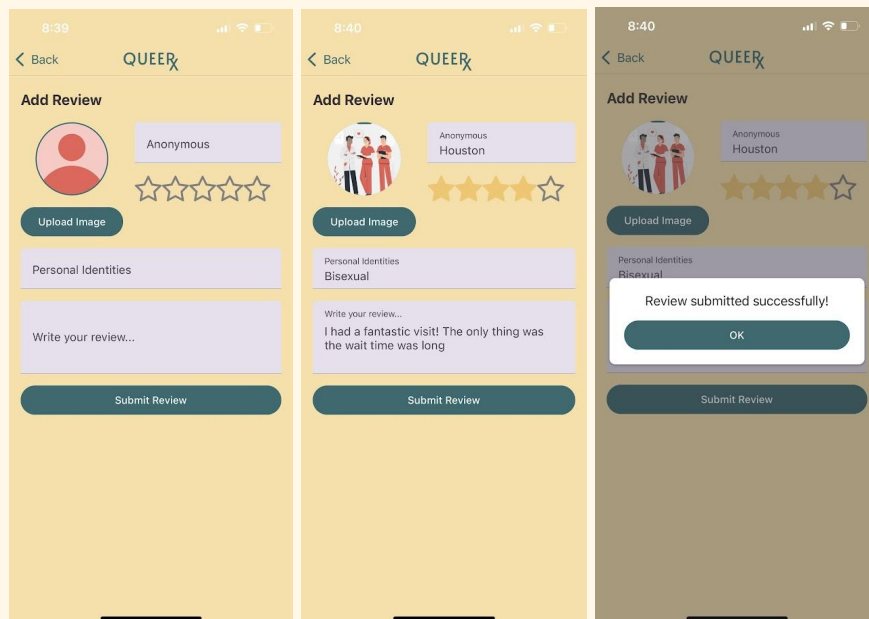 8:39
Back
QUEERx
Add Review
Anonymous
Upload Image
Personal Identities
Write your review...
Submit Review
8:40
Back
QUEERx
Add Review
Anonymous
Houston
Upload Image
Personal Identities
Bisexual
Write your review...
I had a fantastic visit! The only thing was
the wait time was long
Submit Review
8:40
Back
QUEERx
Add Review
Anonymous
Houston
Upload Image
Personal Identities
Bisexual
Review submitted successfully!
OK
Submit Review